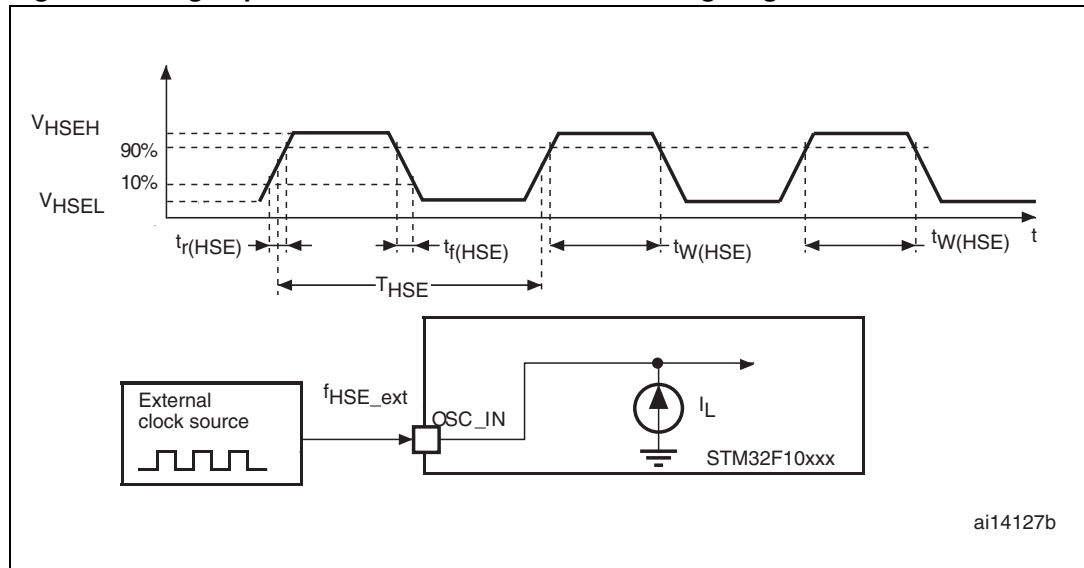 VHSEH
90%
10%
VHSEL
tr(HSE)
tf(HSE)
tW(HSE)
tW(HSE)
t
THSE
External
clock source
fHSE_ext
OSC_IN
IL
STM32F10xxx
ai14127b